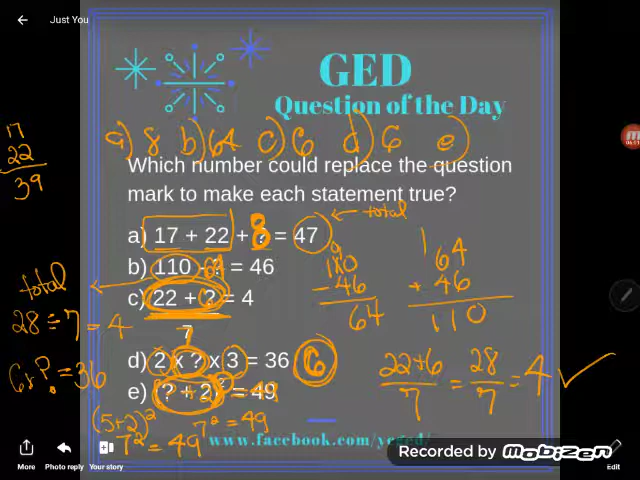 Just You
GED
Question of the Day
a) 8 b) 64 c) 6 d) 6 e)
Which number could replace the question
mark to make each statement true?
17
22
39
a) 17 + 22 + 8 = 47
total
b) 110 - 64 = 46
c) 22 + ? = 4
7
d) 2 x ? x 3 = 36
6
e) (? + 2)² = 49
total
28 ÷ 7 = 4
6 x ? = 36
(5+2)²
7² = 49
7² = 49
110
- 46
64
1
64
+ 46
110
22+6 = 28 = 4
7 7
www.facebook.com/yeged/
Recorded by Mobizen
More
Photo reply
Your story
Edit